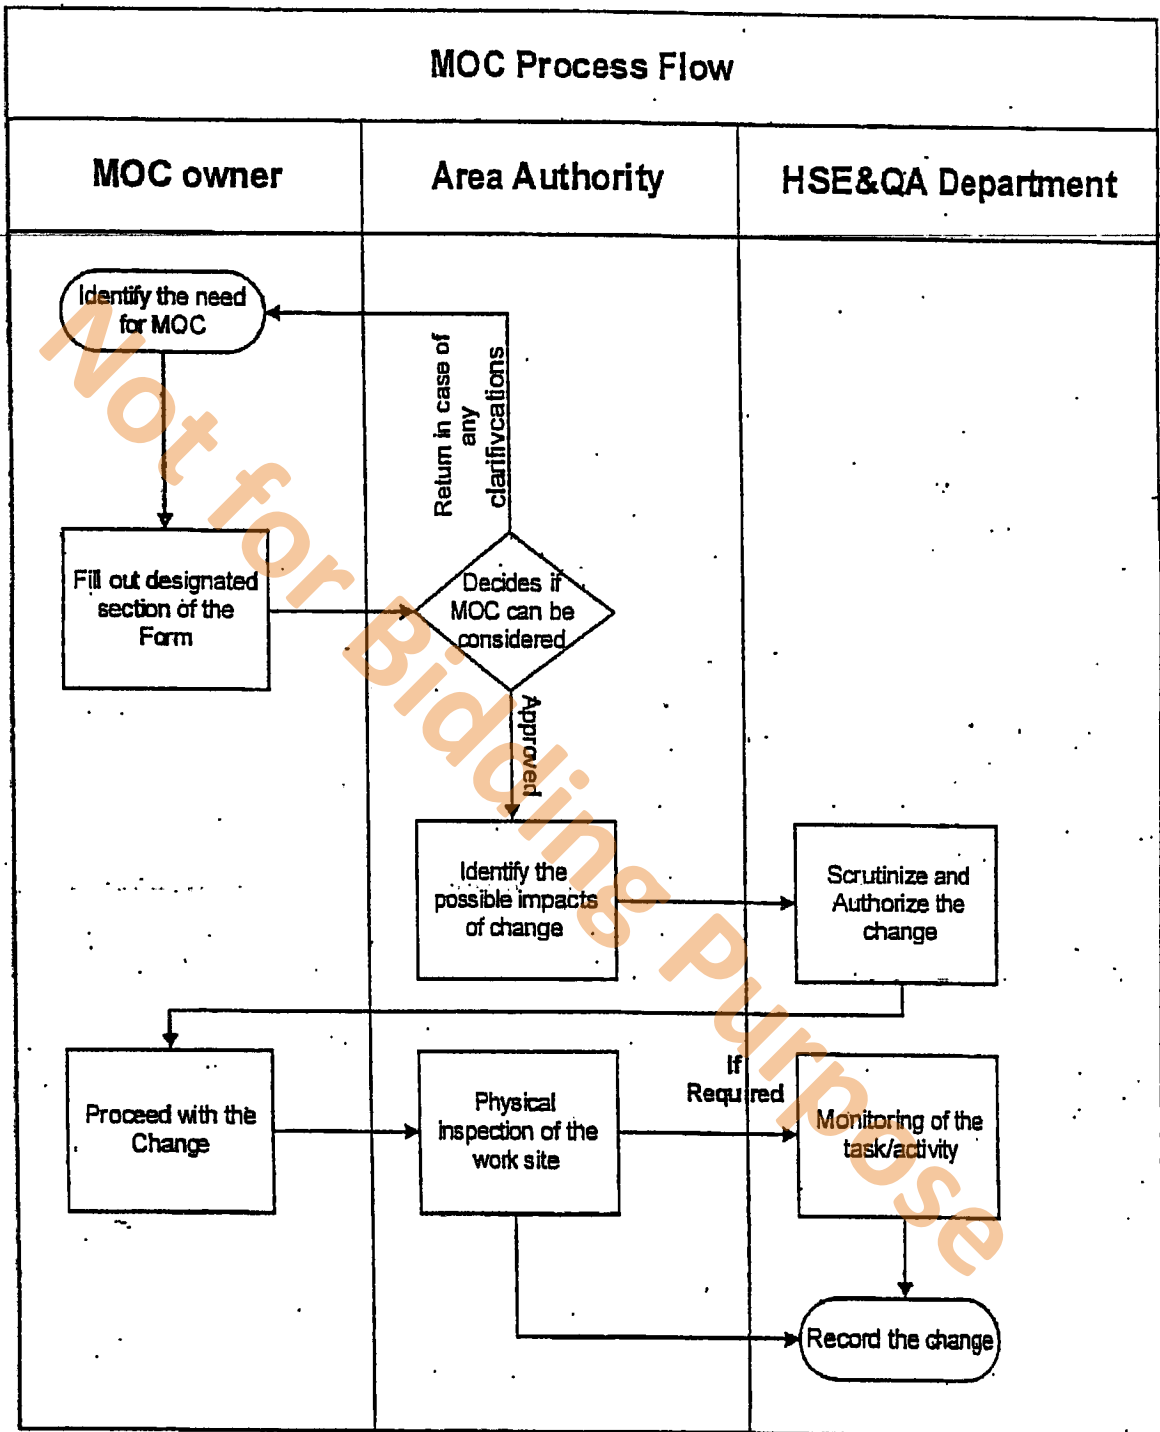 MOC Process Flow
MOC owner
Area Authority
HSE&QA Department
Identify the need
for MOC
Return in case of
any
clarifivcations
Fill out designated
section of the
Form
Decides if
MOC can be
considered
Approved
Identify the
possible impacts
of change
Scrutinize and
Authorize the
change
Proceed with the
Change
Physical
inspection of the
work site
If
Required
Monitoring of the
task/activity
Record the change
Not for Bidding Purpose